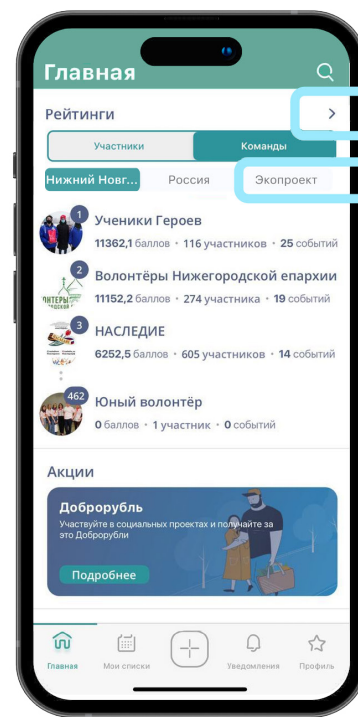 Главная
Рейтинги
Участники
Команды
Нижний Новг...
Россия
Экопроект
1
Ученики Героев
11362,1 баллов • 116 участников • 25 событий
2
Волонтёры Нижегородской епархии
11152,2 баллов • 274 участника • 19 событий
3
НАСЛЕДИЕ
6252,5 баллов • 605 участников • 14 событий
462
Юный волонтёр
0 баллов • 1 участник • 0 событий
Акции
Доброрубль
Участвуйте в социальных проектах и получайте за
это Доброрубли
Подробнее
Главная
Мои списки
Уведомления
Профиль